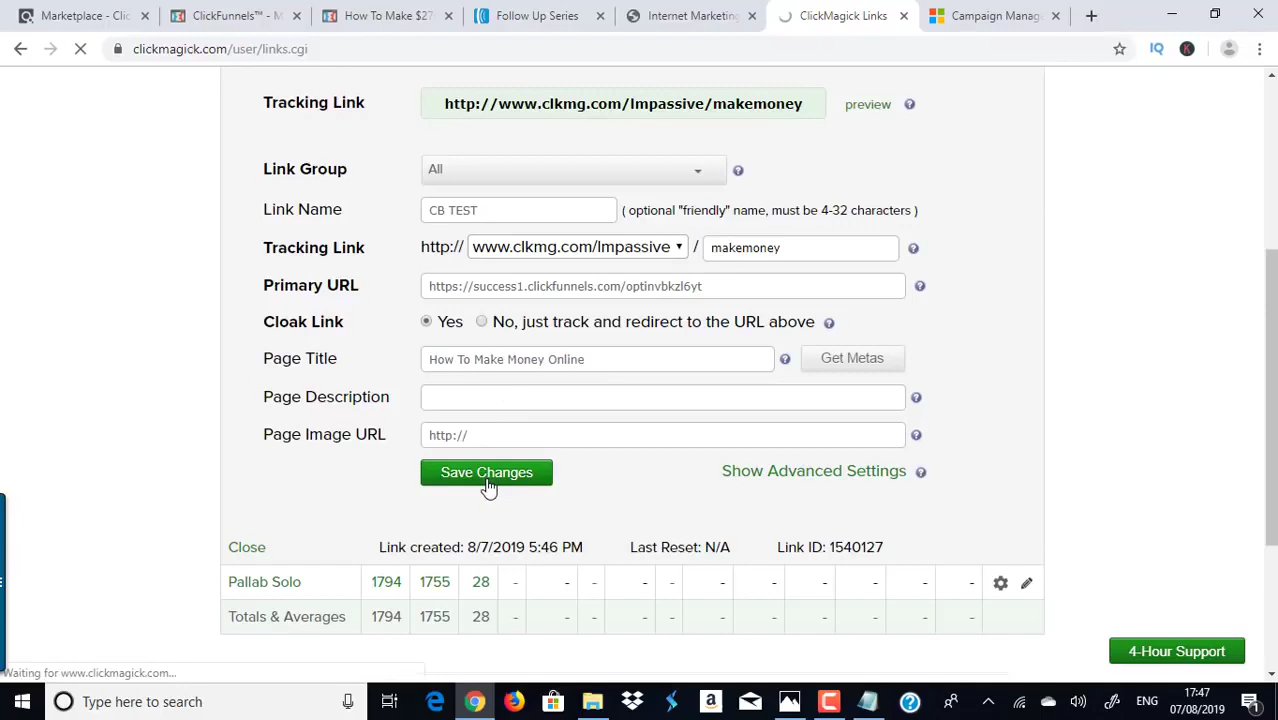 Marketplace - Clickb
ClickFunnels™ - M
How To Make $27
Follow Up Series
Internet Marketing
ClickMagick Links
Campaign Manag
clickmagick.com/user/links.cgi
Tracking Link http://www.clkmg.com/Impassive/makemoney preview
Link Group All
Link Name CB TEST ( optional "friendly" name, must be 4-32 characters )
Tracking Link http:// www.clkmg.com/Impassive / makemoney
Primary URL https://success1.clickfunnels.com/optinvbkzl6yt
Cloak Link Yes No, just track and redirect to the URL above
Page Title How To Make Money Online Get Metas
Page Description
Page Image URL http://
Save Changes Show Advanced Settings
Close Link created: 8/7/2019 5:46 PM Last Reset: N/A Link ID: 1540127
Pallab Solo 1794 1755 28 - - - - - - - - - -
Totals & Averages 1794 1755 28 - - - - - - - - - -
4-Hour Support
Waiting for www.clickmagick.com...
Type here to search
ENG
17:47
07/08/2019